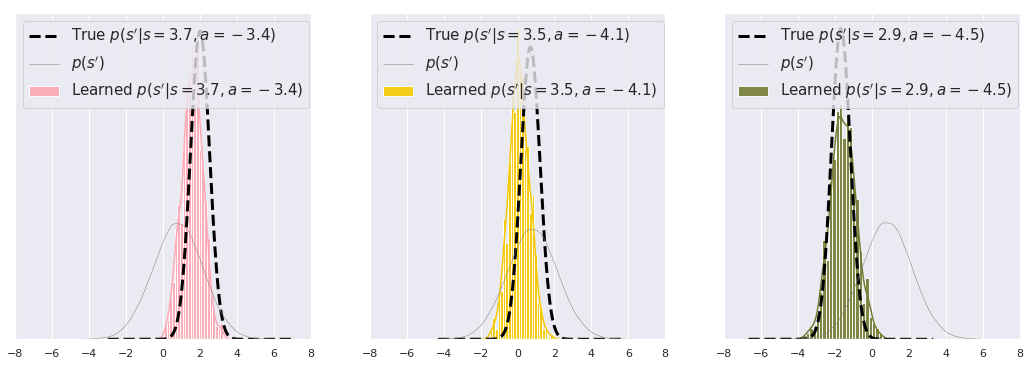 True p(s′|s = 3.7, a = −3.4)
p(s′)
Learned p(s′|s = 3.7, a = −3.4)
−8 −6 −4 −2 0 2 4 6 8
True p(s′|s = 3.5, a = −4.1)
p(s′)
Learned p(s′|s = 3.5, a = −4.1)
−8 −6 −4 −2 0 2 4 6 8
True p(s′|s = 2.9, a = −4.5)
p(s′)
Learned p(s′|s = 2.9, a = −4.5)
−8 −6 −4 −2 0 2 4 6 8